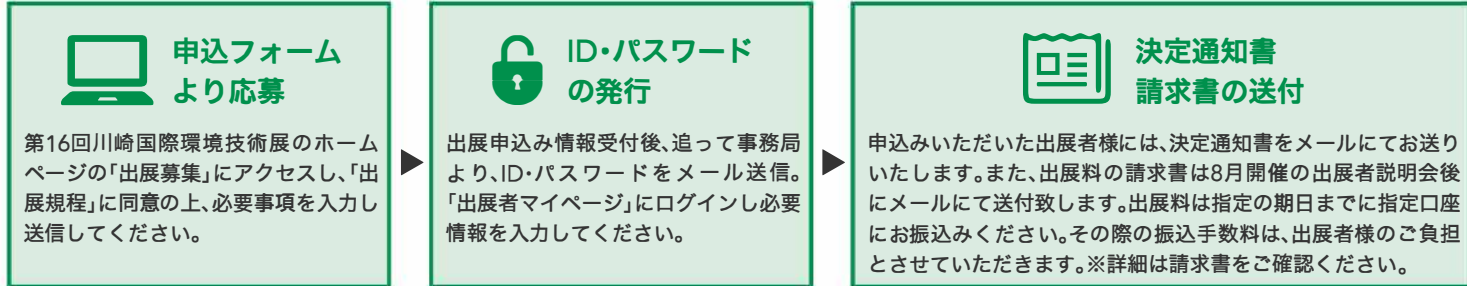 申込フォーム
より応募
第16回川崎国際環境技術展のホーム
ページの「出展募集」にアクセスし、「出
展規程」に同意の上、必要事項を入力し
送信してください。
ID・パスワード
の発行
出展申込み情報受付後、追って事務局
より、ID・パスワードをメール送信。
「出展者マイページ」にログインし必要
情報を入力してください。
決定通知書
請求書の送付
申込みいただいた出展者様には、決定通知書をメールにてお送り
いたします。また、出展料の請求書は8月開催の出展者説明会後
にメールにて送付致します。出展料は指定の期日までに指定口座
にお振込みください。その際の振込手数料は、出展者様のご負担
とさせていただきます。※詳細は請求書をご確認ください。